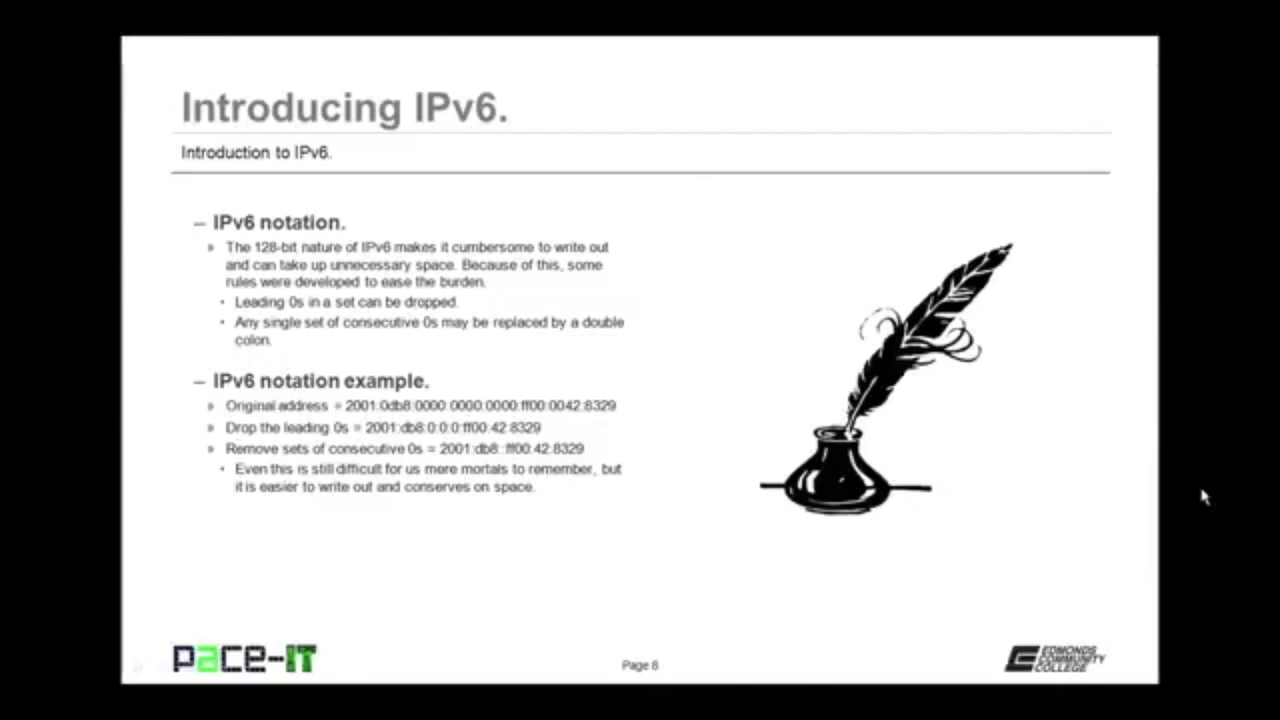 Introducing IPv6.
Introduction to IPv6.
– IPv6 notation.
» The 128-bit nature of IPv6 makes it cumbersome to write out
and can take up unnecessary space. Because of this, some
rules were developed to ease the burden.
• Leading 0s in a set can be dropped.
• Any single set of consecutive 0s may be replaced by a double
colon.
– IPv6 notation example.
» Original address = 2001:0db8:0000:0000:0000:ff00:0042:8329
» Drop the leading 0s = 2001:db8:0:0:0:ff00:42:8329
» Remove sets of consecutive 0s = 2001:db8::ff00:42:8329
• Even this is still difficult for us mere mortals to remember, but
it is easier to write out and conserves on space.
pace-IT
Page 8
EDMONDS
COMMUNITY
COLLEGE